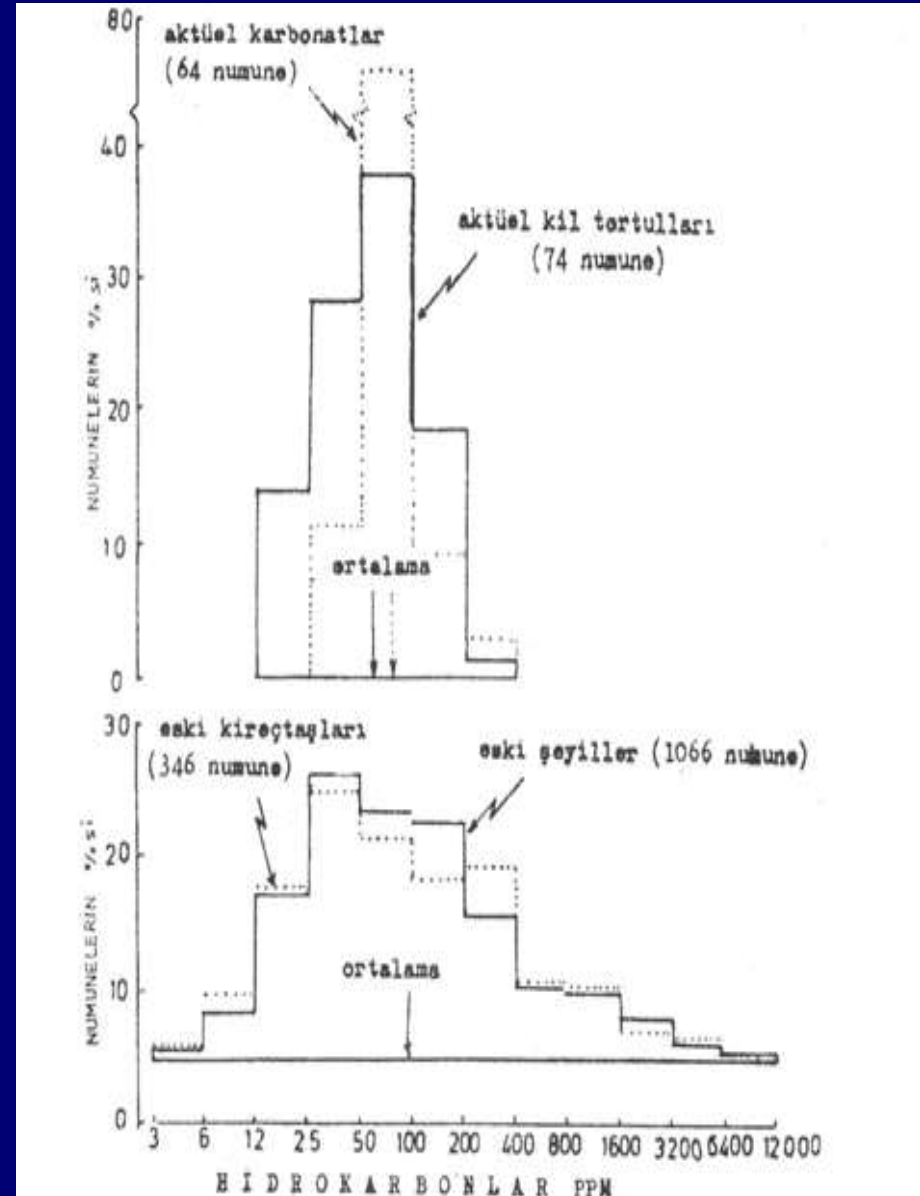 80
aktüel karbonatlar
(64 numune)
40
aktüel kil tortulları
(74 numune)
30
NUMUNELERİN % si
20
10
ortalama
0
30
eski kireçtaşları
(346 numune)
eski şeyiller (1066 numune)
20
NUMUNELERİN % si
ortalama
10
0
3 6 12 25 50 100 200 400 800 1600 3200 6400 12000
HİDROKARBONLAR PPM